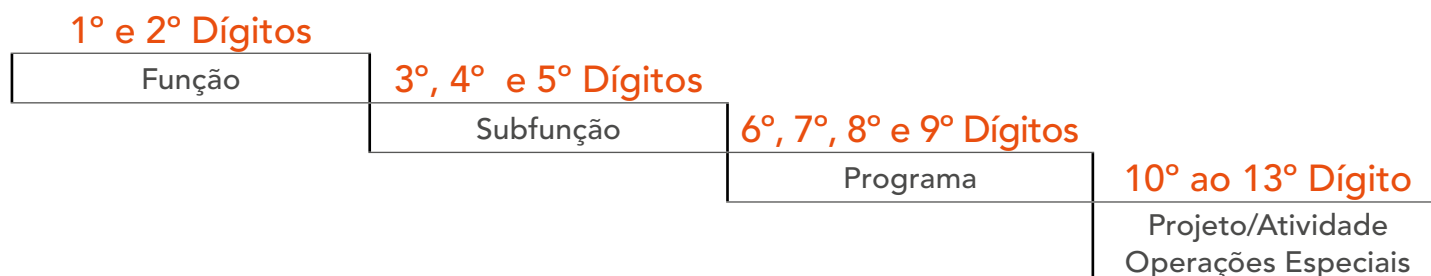 1º e 2º Dígitos
Função
3º, 4º e 5º Dígitos
Subfunção
6º, 7º, 8º e 9º Dígitos
Programa
10º ao 13º Dígito
Projeto/Atividade
Operações Especiais